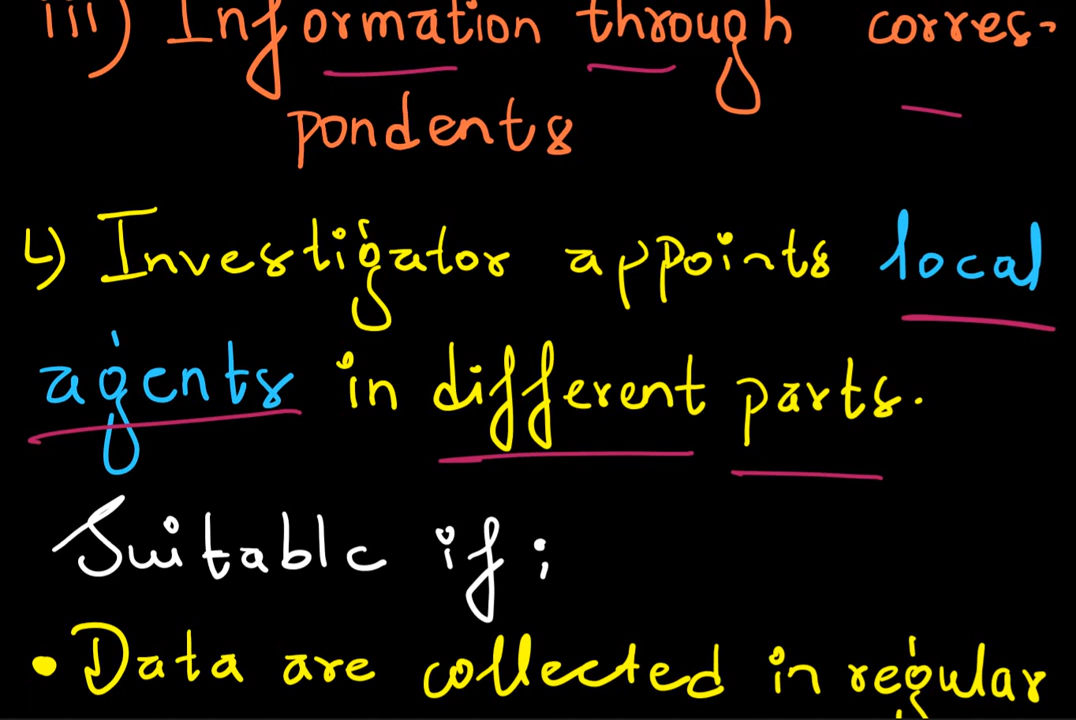 iii) Information through corres-
pondents
↳ Investigator appoints local
agents in different parts.
Suitable if;
• Data are collected in regular